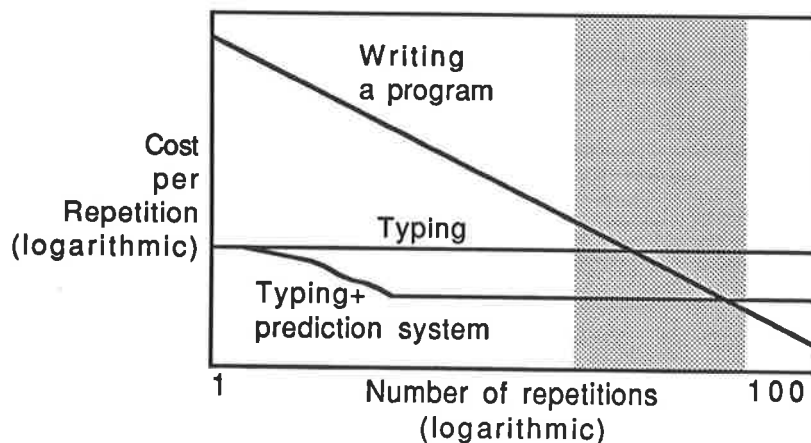 Writing
a program
Cost
per
Repetition
(logarithmic)
Typing
Typing+
prediction system
1
Number of repetitions
100
(logarithmic)